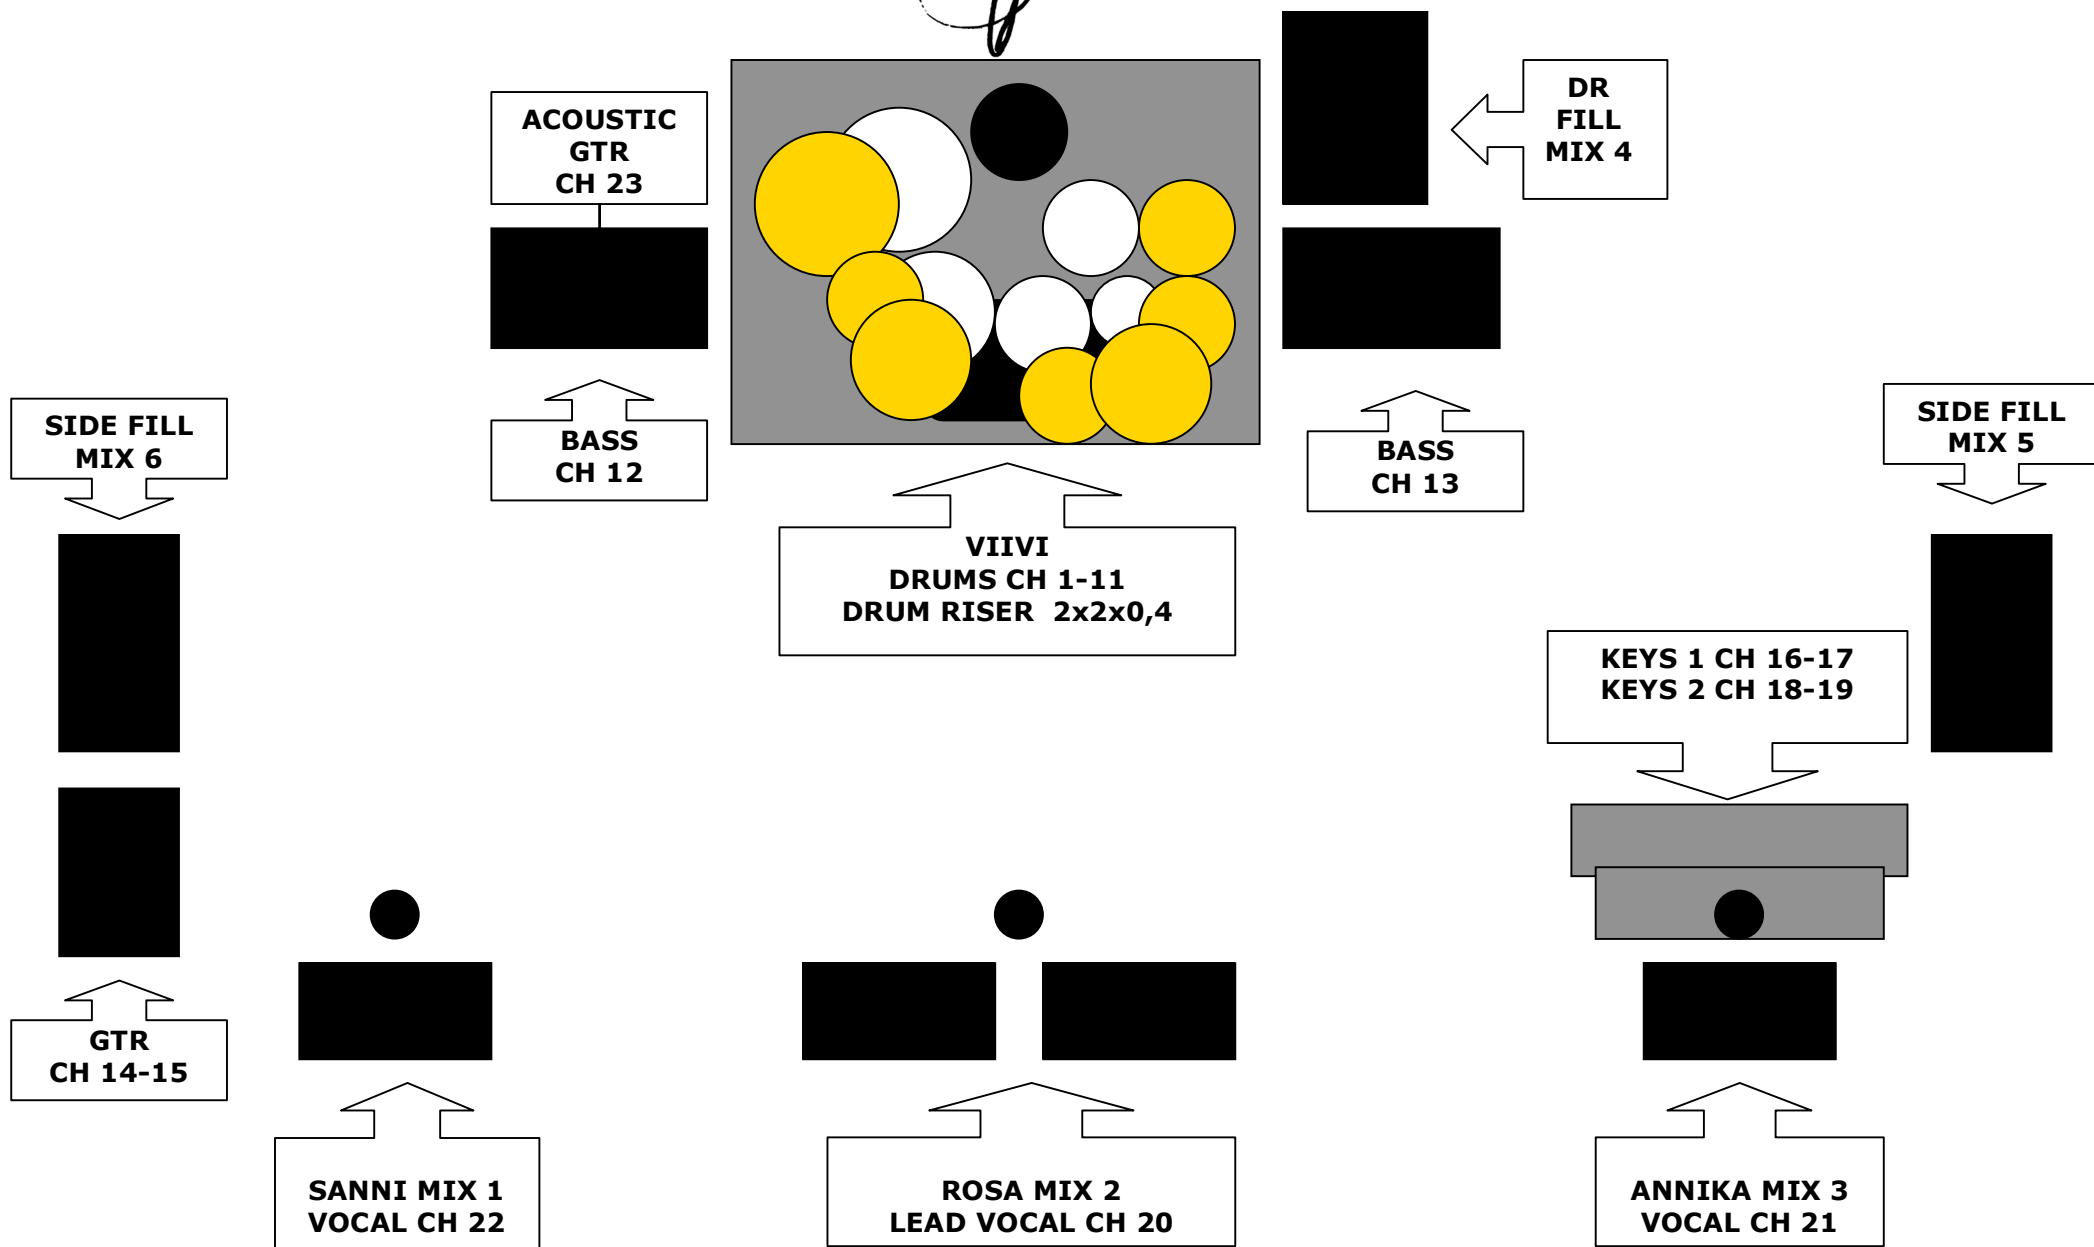 ACOUSTIC
GTR
CH 23
DR
FILL
MIX 4
SIDE FILL
MIX 6
BASS
CH 12
BASS
CH 13
SIDE FILL
MIX 5
VIIVI
DRUMS CH 1-11
DRUM RISER  2x2x0,4
KEYS 1 CH 16-17
KEYS 2 CH 18-19
GTR
CH 14-15
SANNI MIX 1
VOCAL CH 22
ROSA MIX 2
LEAD VOCAL CH 20
ANNIKA MIX 3
VOCAL CH 21